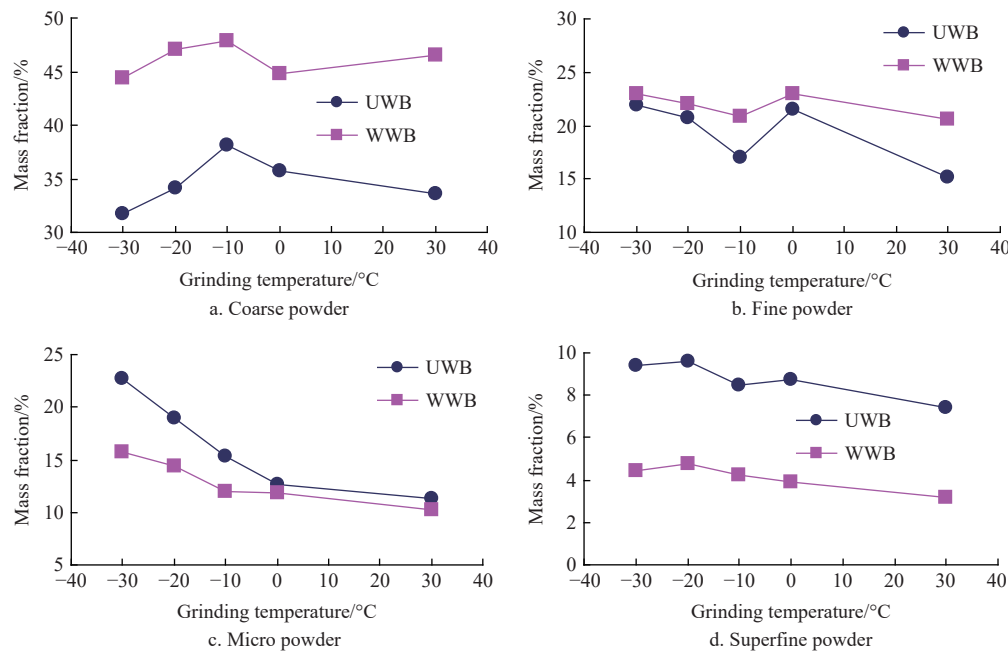 50
45
40
35
30
Mass fraction/%
UWB
WWB
−40
−30
−20
−10
0
10
20
30
40
Grinding temperature/°C
a. Coarse powder
30
25
20
15
10
Mass fraction/%
UWB
WWB
−40
−30
−20
−10
0
10
20
30
40
Grinding temperature/°C
b. Fine powder
25
20
15
10
5
Mass fraction/%
UWB
WWB
−40
−30
−20
−10
0
10
20
30
40
Grinding temperature/°C
c. Micro powder
10
8
6
4
2
0
Mass fraction/%
UWB
WWB
−40
−30
−20
−10
0
10
20
30
40
Grinding temperature/°C
d. Superfine powder